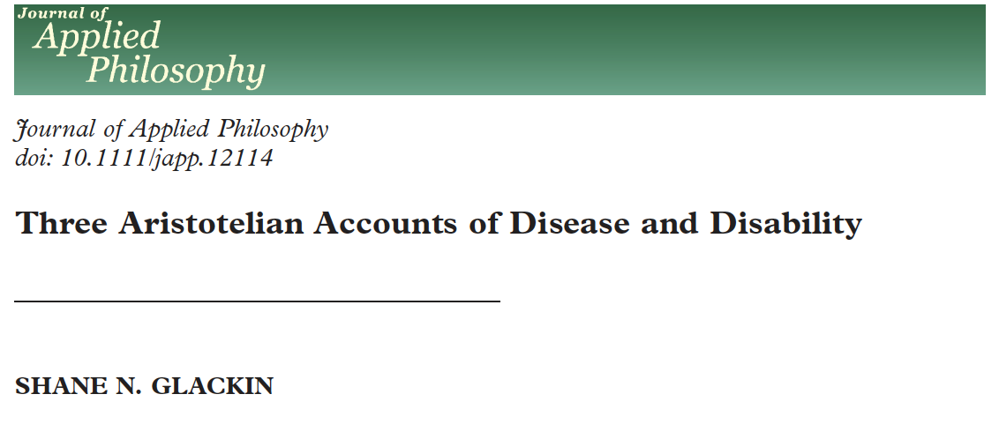 Journal of
Applied
Philosophy
Journal of Applied Philosophy
doi: 10.1111/japp.12114
Three Aristotelian Accounts of Disease and Disability
SHANE N. GLACKIN